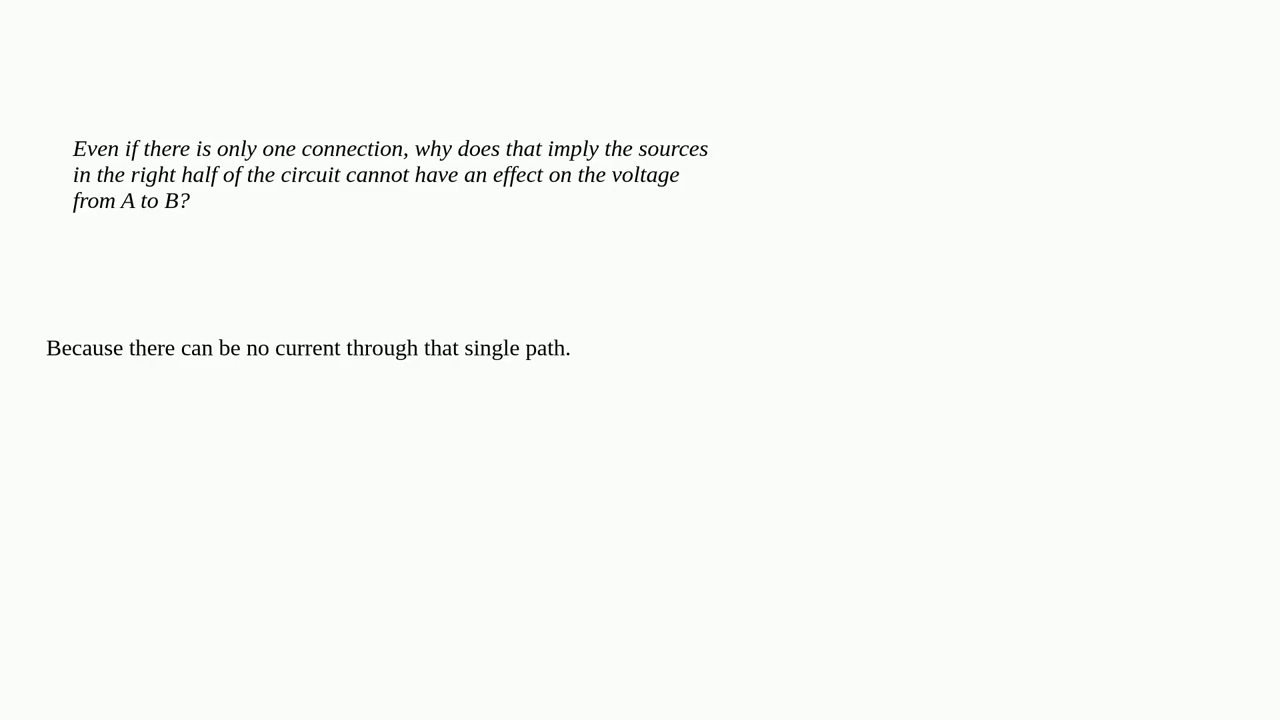 Even if there is only one connection, why does that imply the sources
in the right half of the circuit cannot have an effect on the voltage
from A to B?
Because there can be no current through that single path.